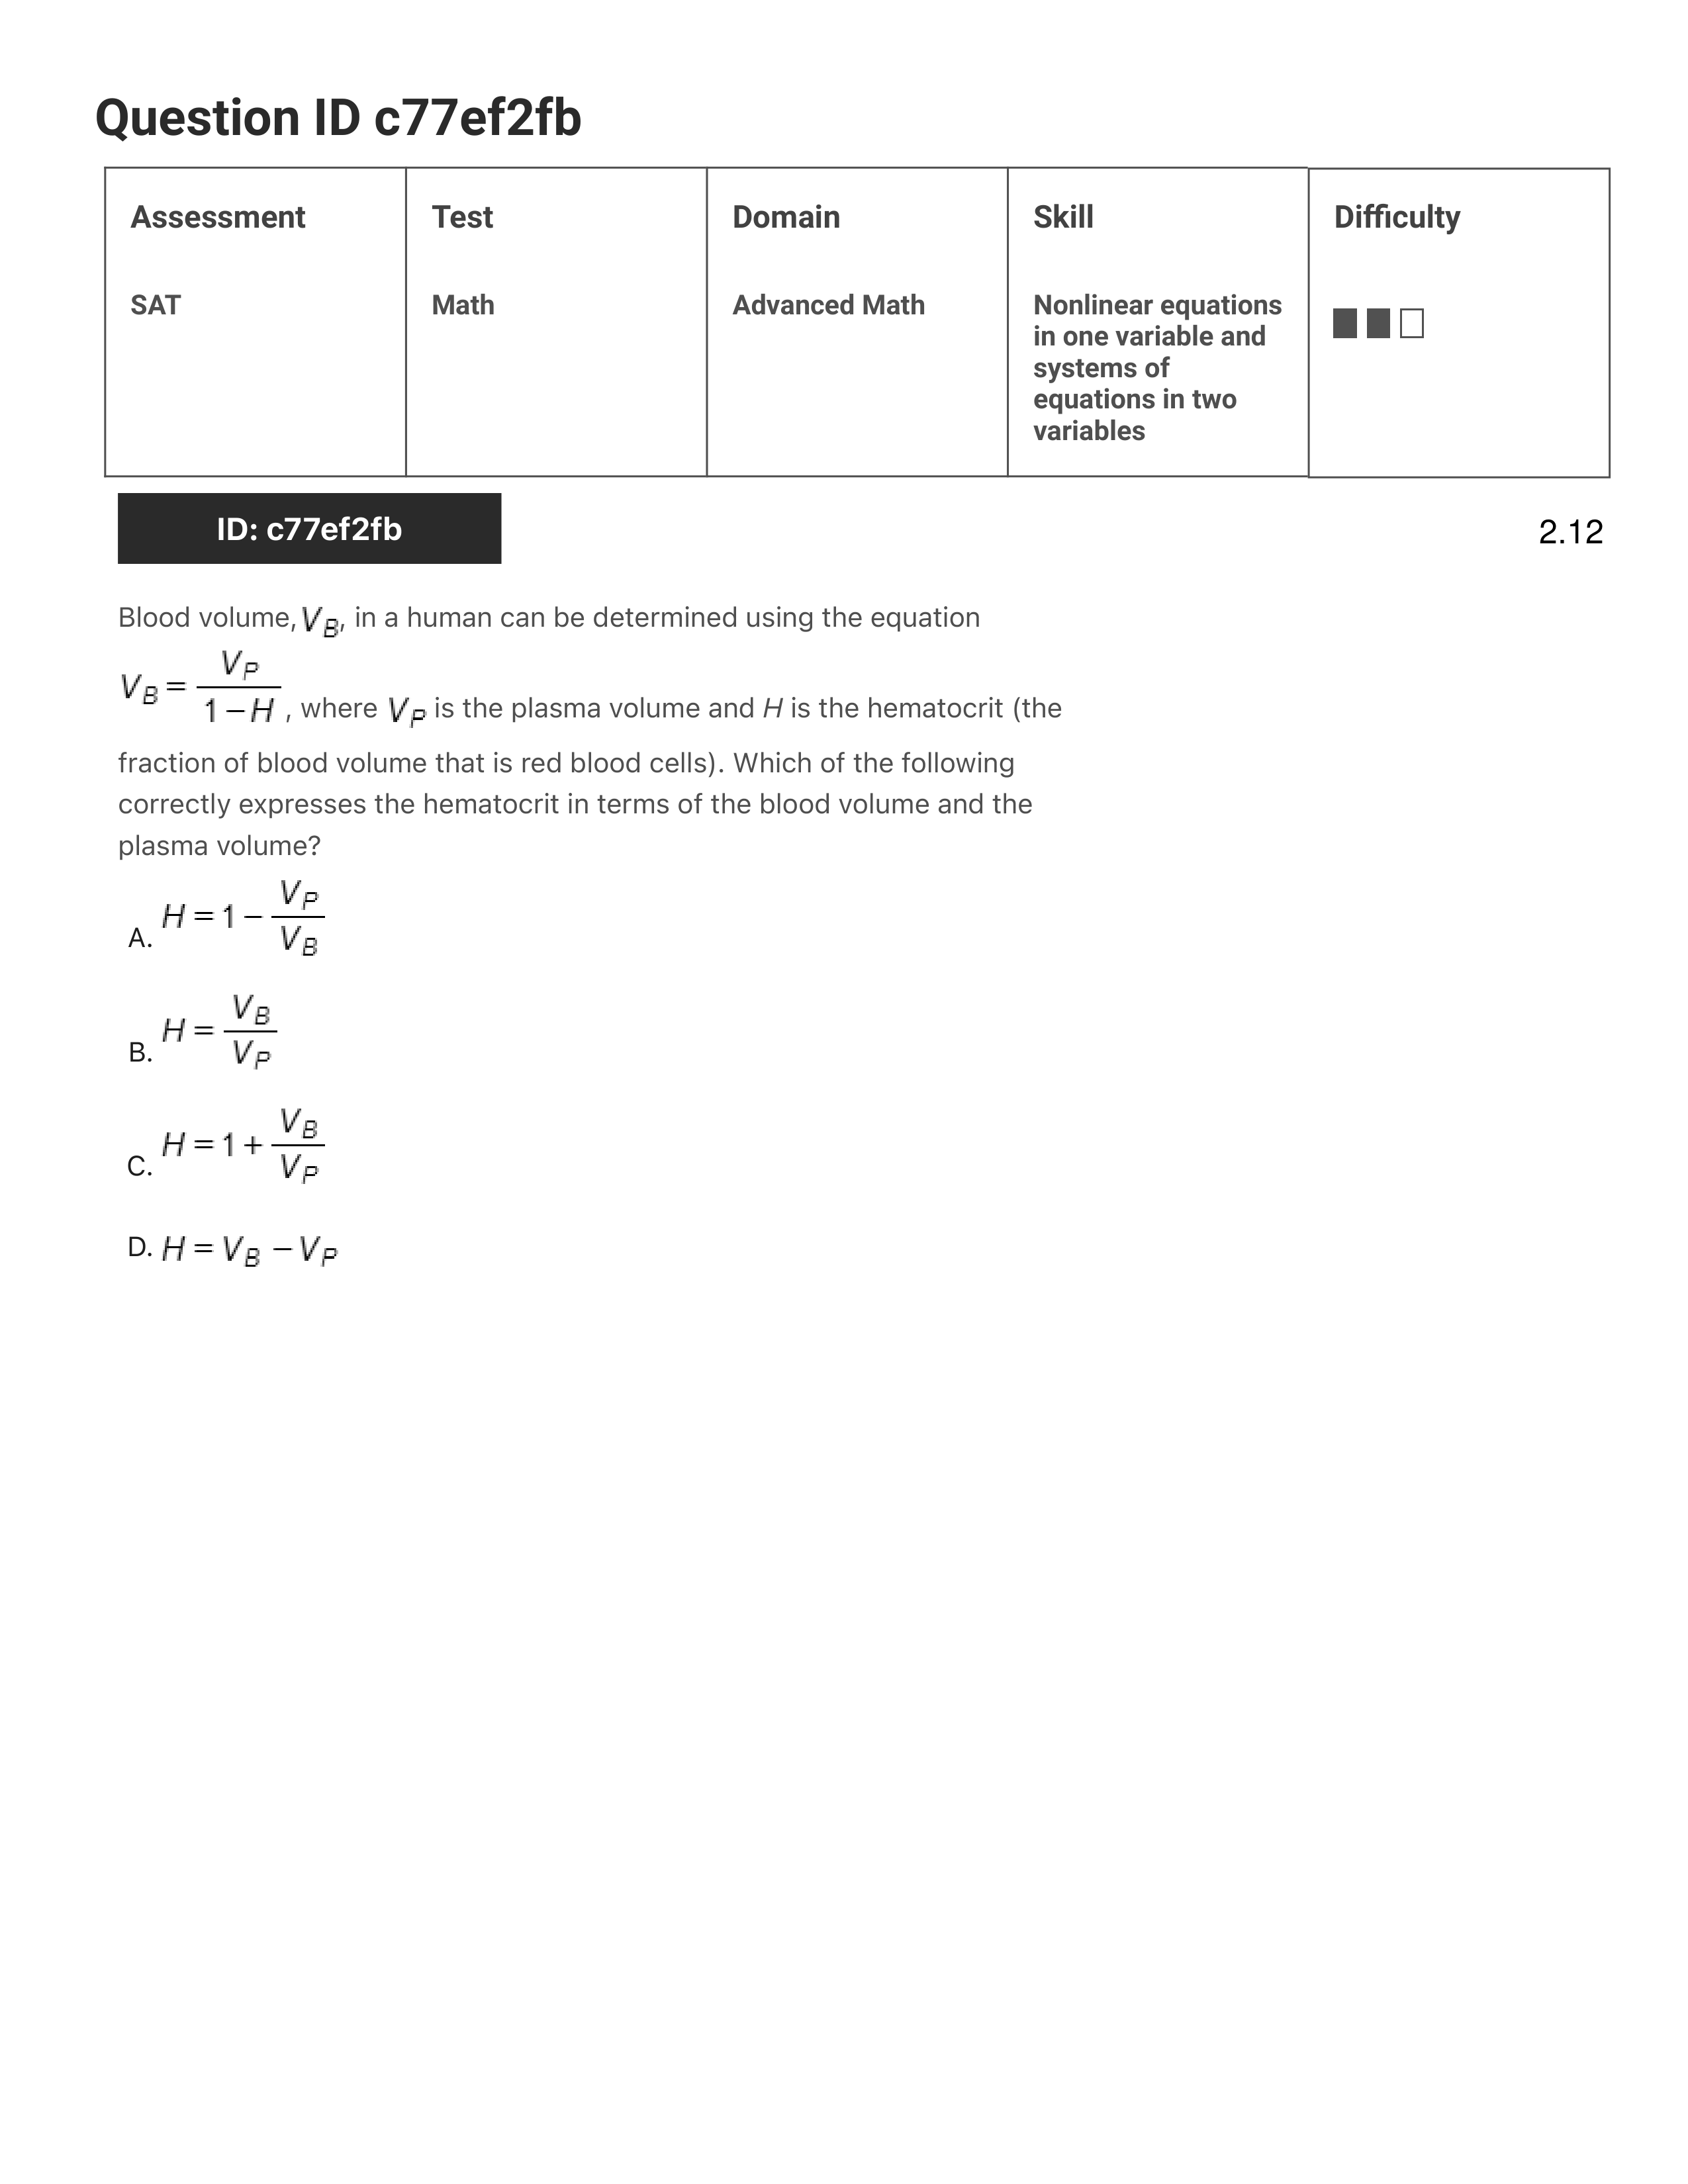 Question ID c77ef2fb
Assessment Test Domain Skill Difficulty
SAT Math Advanced Math Nonlinear equations
in one variable and
systems of
equations in two
variables
ID: c77ef2fb 2.12
Blood volume, V_B, in a human can be determined using the equation
V_B = V_P / (1 − H), where V_P is the plasma volume and H is the hematocrit (the
fraction of blood volume that is red blood cells). Which of the following
correctly expresses the hematocrit in terms of the blood volume and the
plasma volume?
A. H = 1 − V_P / V_B
B. H = V_B / V_P
C. H = 1 + V_B / V_P
D. H = V_B − V_P